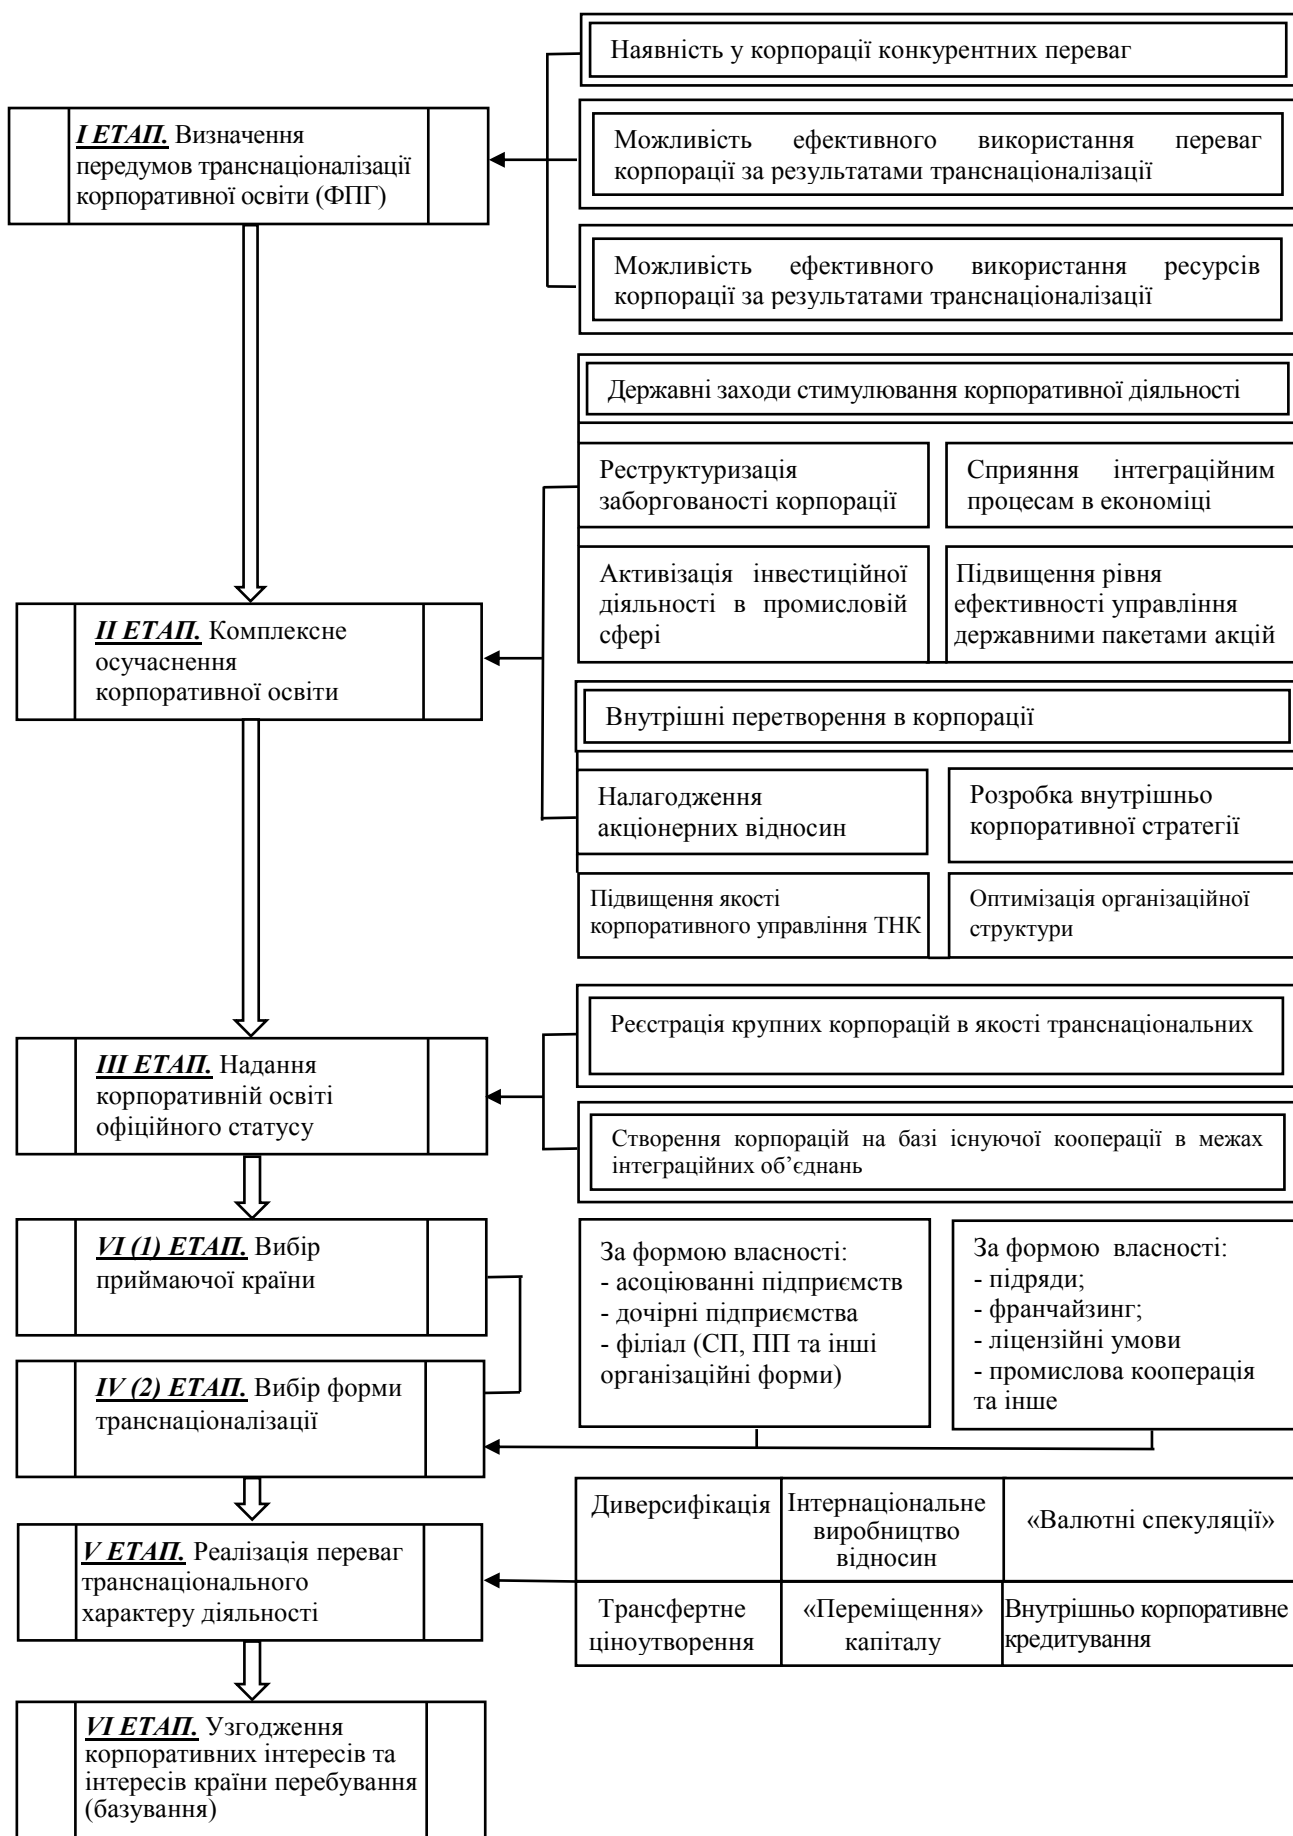 Наявність у корпорації конкурентних переваг
І ЕТАП. Визначення
передумов транснаціоналізації
корпоративної освіти (ФПГ)
Можливість ефективного використання переваг
корпорації за результатами транснаціоналізації
Можливість ефективного використання ресурсів
корпорації за результатами транснаціоналізації
Державні заходи стимулювання корпоративної діяльності
Реструктуризація
заборгованості корпорації
Сприяння інтеграційним
процесам в економіці
Активізація інвестиційної
діяльності в промисловій
сфері
Підвищення рівня
ефективності управління
державними пакетами акцій
ІІ ЕТАП. Комплексне
осучаснення
корпоративної освіти
Внутрішні перетворення в корпорації
Налагодження
акціонерних відносин
Розробка внутрішньо
корпоративної стратегії
Підвищення якості
корпоративного управління ТНК
Оптимізація організаційної
структури
Реєстрація крупних корпорацій в якості транснаціональних
ІІІ ЕТАП. Надання
корпоративній освіті
офіційного статусу
Створення корпорацій на базі існуючої кооперації в межах
інтеграційних об’єднань
VI (1) ЕТАП. Вибір
приймаючої країни
За формою власності:
- асоціюванні підприємств
- дочірні підприємства
- філіал (СП, ПП та інші
організаційні форми)
За формою власності:
- підряди;
- франчайзинг;
- ліцензійні умови
- промислова кооперація
та інше
IV (2) ЕТАП. Вибір форми
транснаціоналізації
Диверсифікація
Інтернаціональне
виробництво
відносин
«Валютні спекуляції»
V ЕТАП. Реалізація переваг
транснаціонального
характеру діяльності
Трансфертне
ціноутворення
«Переміщення»
капіталу
Внутрішньо корпоративне
кредитування
VI ЕТАП. Узгодження
корпоративних інтересів та
інтересів країни перебування
(базування)